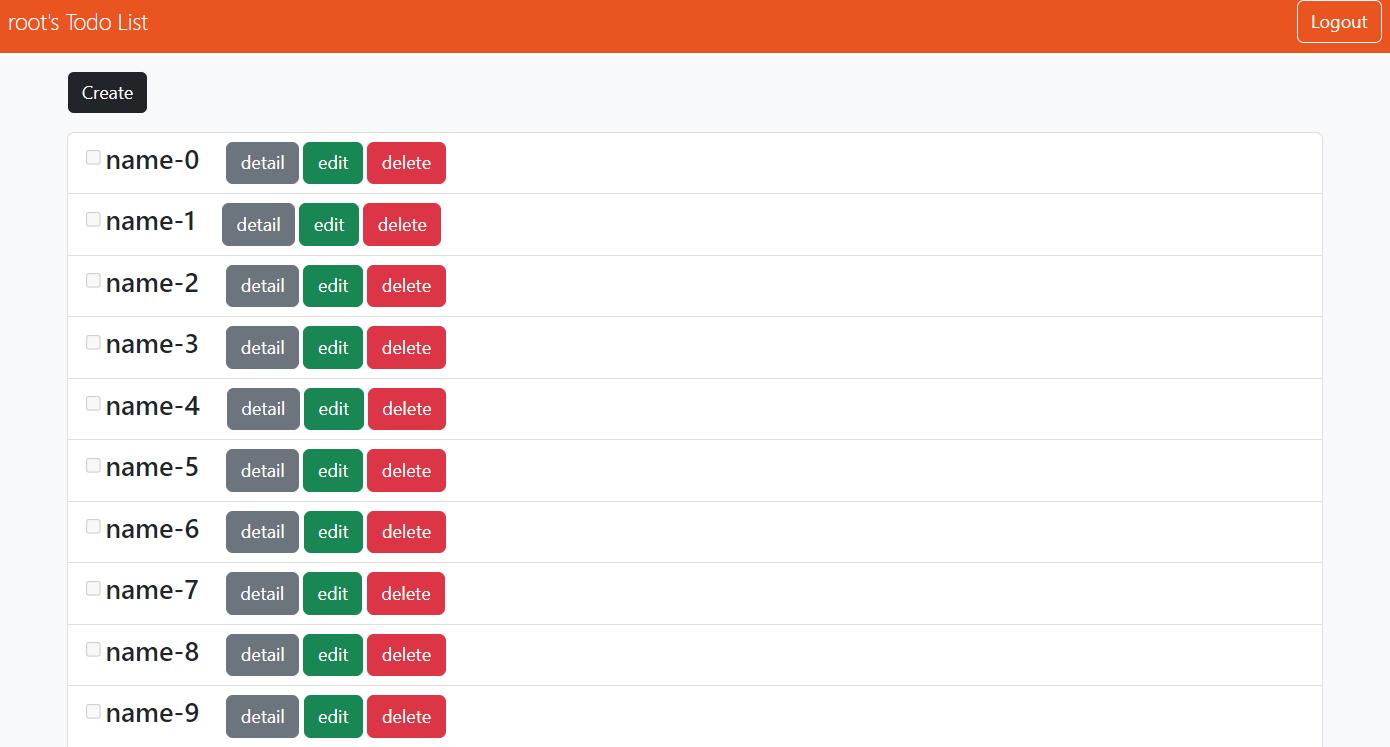 root's Todo List Logout
Create
name-0 detail edit delete
name-1 detail edit delete
name-2 detail edit delete
name-3 detail edit delete
name-4 detail edit delete
name-5 detail edit delete
name-6 detail edit delete
name-7 detail edit delete
name-8 detail edit delete
name-9 detail edit delete